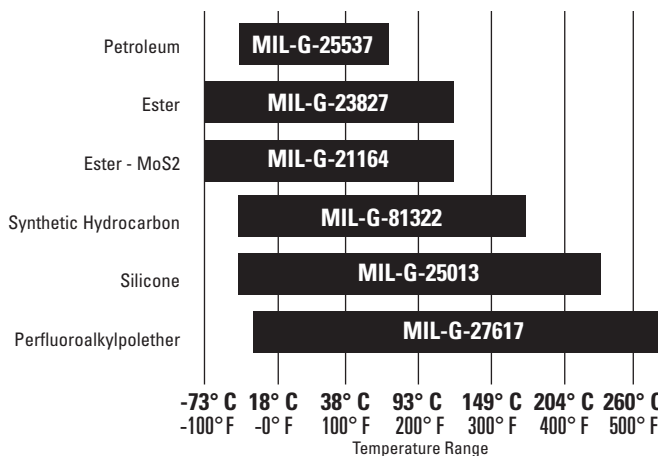 Petroleum MIL-G-25537
Ester MIL-G-23827
Ester - MoS2 MIL-G-21164
Synthetic Hydrocarbon MIL-G-81322
Silicone MIL-G-25013
Perfluoroalkylpolether MIL-G-27617
-73° C 18° C 38° C 93° C 149° C 204° C 260° C
-100° F -0° F 100° F 200° F 300° F 400° F 500° F
Temperature Range